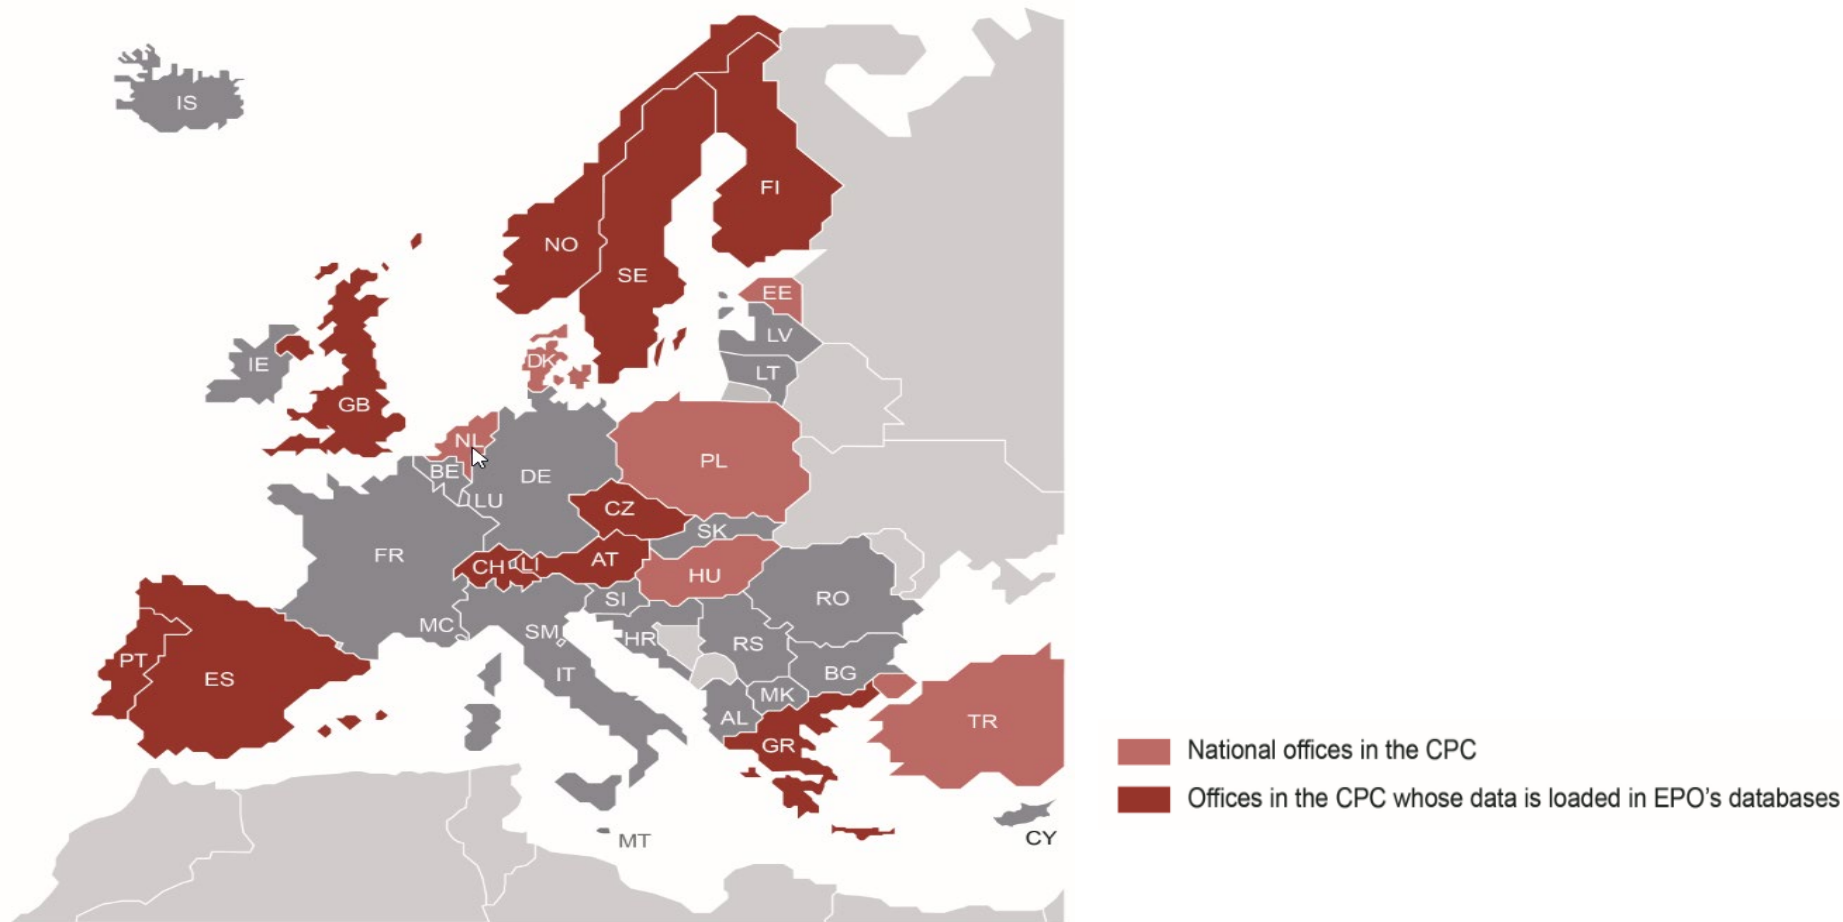 IS
FI
NO
SE
EE
LV
DK
IE
LT
GB
NL
PL
BE
DE
LU
CZ
SK
FR
CH
LI
AT
HU
SI
RO
MC
SM
HR
RS
PT
ES
IT
BG
MK
AL
TR
GR
MT
CY
National offices in the CPC
Offices in the CPC whose data is loaded in EPO's databases